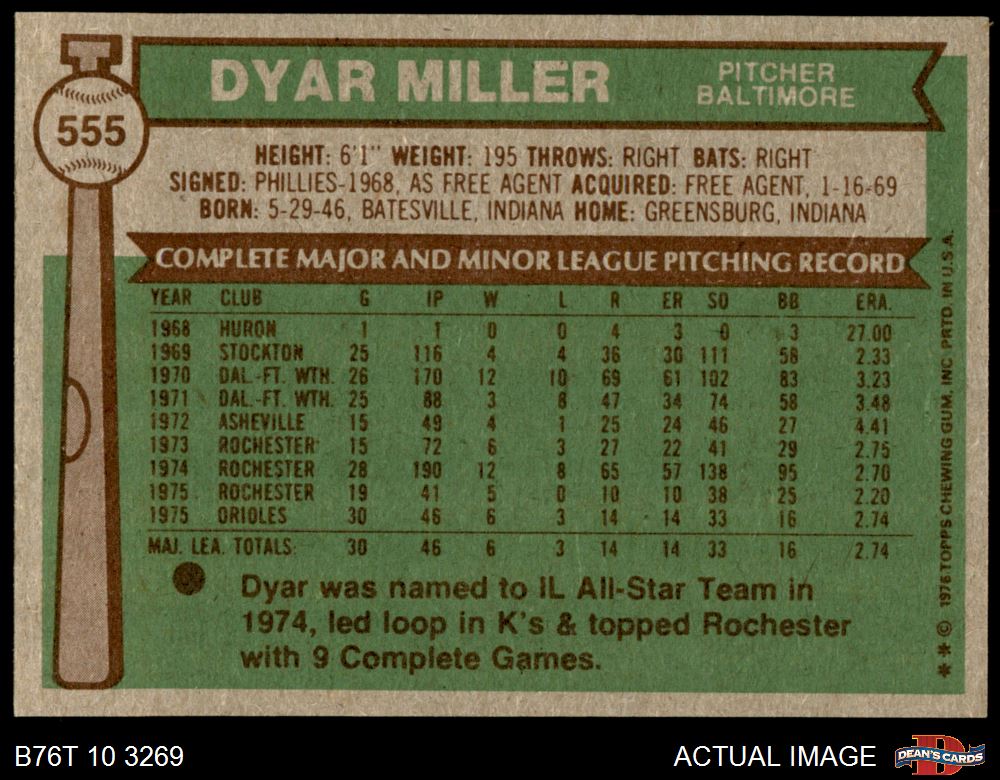 DYAR MILLER
PITCHER
BALTIMORE
555
HEIGHT: 6'1" WEIGHT: 195 THROWS: RIGHT BATS: RIGHT
SIGNED: PHILLIES-1968, AS FREE AGENT ACQUIRED: FREE AGENT, 1-16-69
BORN: 5-29-46, BATESVILLE, INDIANA HOME: GREENSBURG, INDIANA
COMPLETE MAJOR AND MINOR LEAGUE PITCHING RECORD
YEAR CLUB G IP W L R ER SO BB ERA.
1968 HURON 1 1 0 0 4 3 0 3 27.00
1969 STOCKTON 25 116 4 4 36 30 111 58 2.33
1970 DAL.-FT. WTH. 26 170 12 10 69 61 102 83 3.23
1971 DAL.-FT. WTH. 25 88 3 8 47 34 74 58 3.48
1972 ASHEVILLE 15 49 4 1 25 24 46 27 4.41
1973 ROCHESTER 15 72 6 3 27 22 41 29 2.75
1974 ROCHESTER 28 190 12 8 65 57 138 95 2.70
1975 ROCHESTER 19 41 5 0 10 10 38 25 2.20
1975 ORIOLES 30 46 6 3 14 14 33 16 2.74
MAJ. LEA. TOTALS 30 46 6 3 14 14 33 16 2.74
Dyar was named to IL All-Star Team in
1974, led loop in K's & topped Rochester
with 9 Complete Games.
** © 1976 TOPPS CHEWING GUM, INC. PRTD. IN U.S.A.
B76T 10 3269
ACTUAL IMAGE
D
DEAN'S CARDS